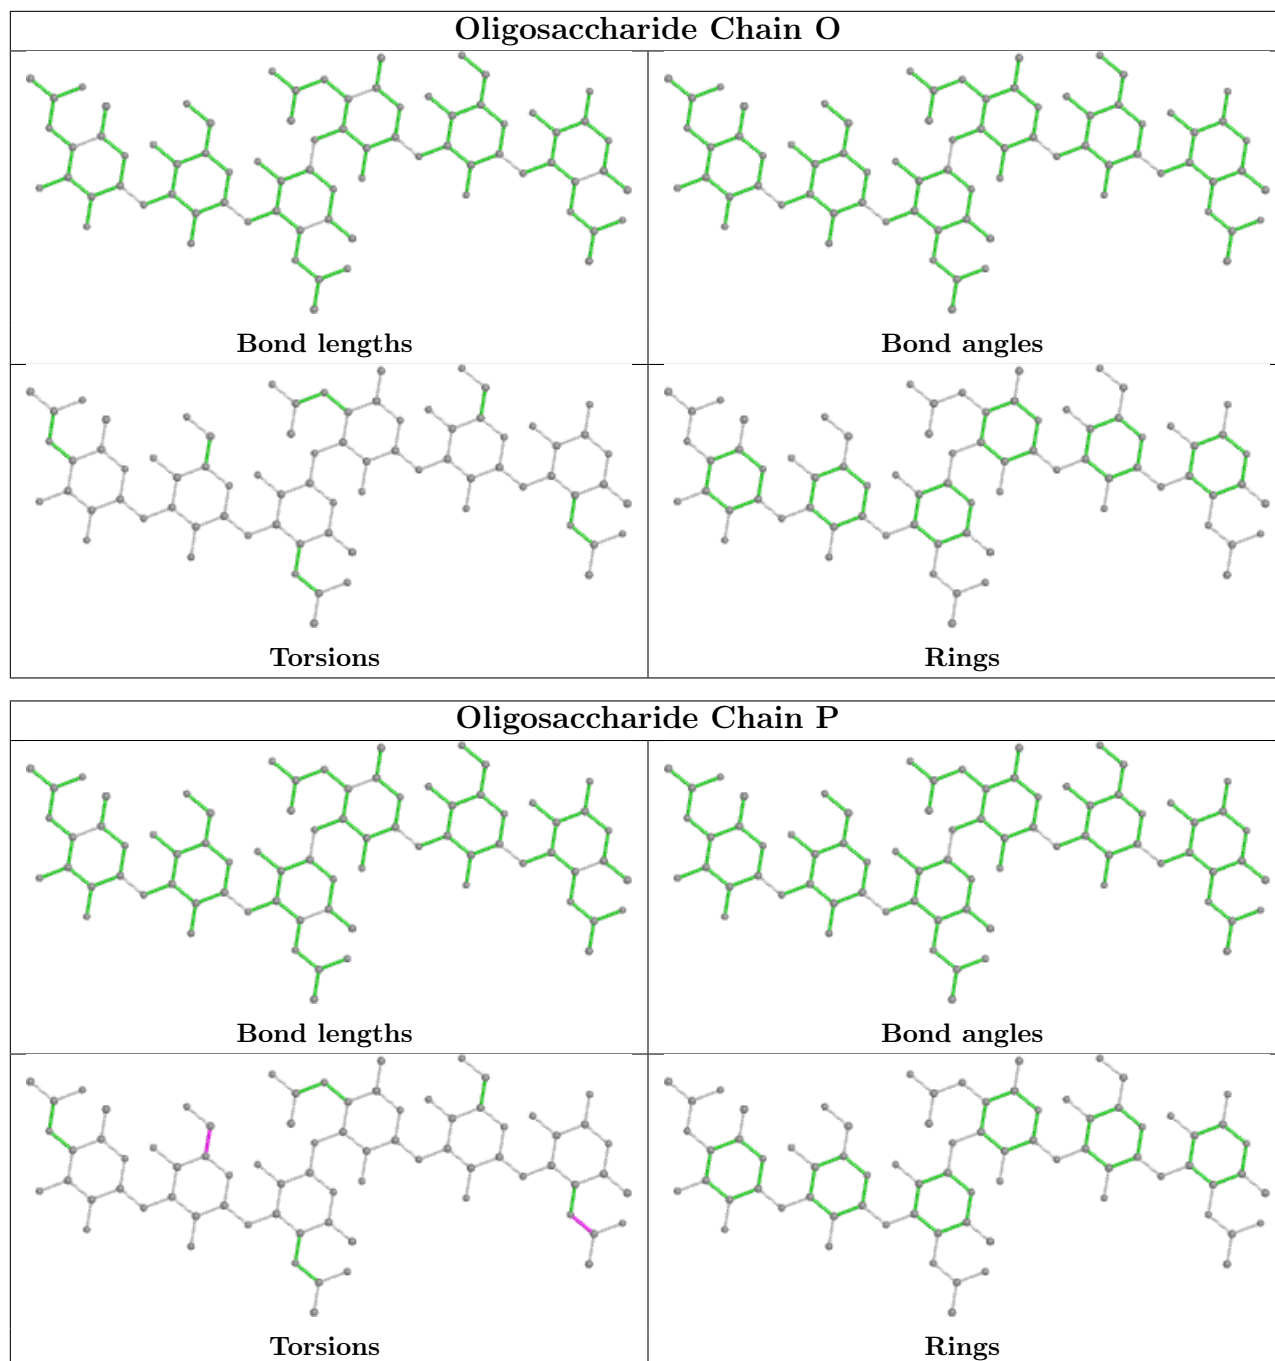 Oligosaccharide Chain O
Bond lengths
Bond angles
Torsions
Rings
Oligosaccharide Chain P
Bond lengths
Bond angles
Torsions
Rings